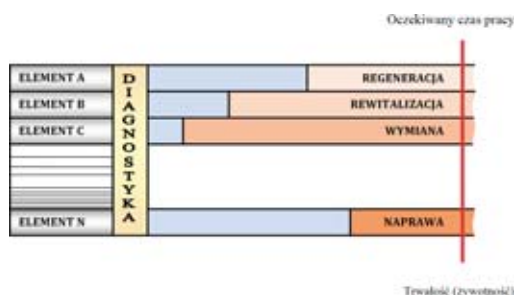 Oczekiwany czas pracy
ELEMENT A
REGENERACJA
ELEMENT B
REWITALIZACJA
ELEMENT C
WYMIANA
DIAGNOSTYKA
ELEMENT N
NAPRAWA
Trwałość (żywotność)